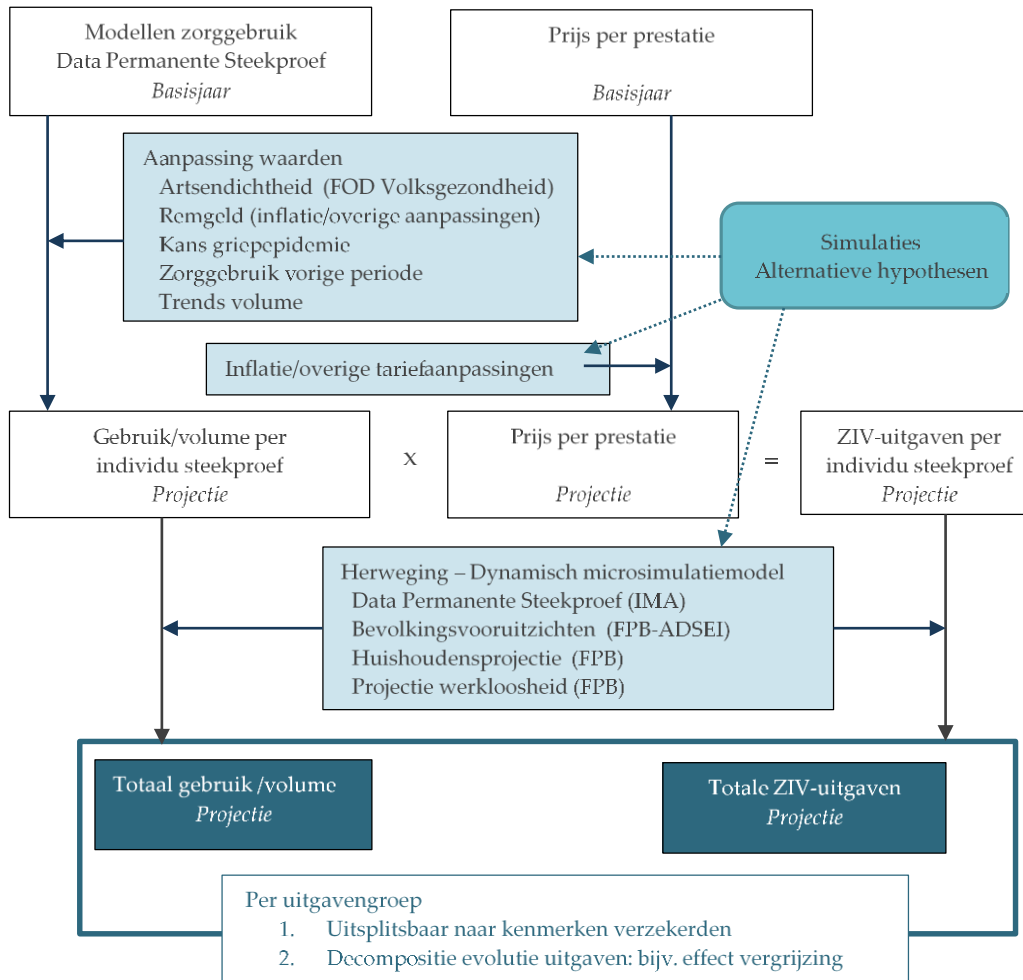 Modellen zorggebruik
Data Permanente Steekproef
Basisjaar
Prijs per prestatie
Basisjaar
Aanpassing waarden
Artsendichtheid (FOD Volksgezondheid)
Remgeld (inflatie/overige aanpassingen)
Kans griepepidemie
Zorggebruik vorige periode
Trends volume
Simulaties
Alternatieve hypothesen
Inflatie/overige tariefaanpassingen
Gebruik/volume per
individu steekproef
Projectie
X
Prijs per prestatie
Projectie
=
ZIV-uitgaven per
individu steekproef
Projectie
Herweging – Dynamisch microsimulatiemodel
Data Permanente Steekproef (IMA)
Bevolkingsvooruitzichten (FPB-ADSEI)
Huishoudensprojectie (FPB)
Projectie werkloosheid (FPB)
Totaal gebruik /volume
Projectie
Totale ZIV-uitgaven
Projectie
Per uitgavengroep
1. Uitsplitsbaar naar kenmerken verzekerden
2. Decompositie evolutie uitgaven: bijv. effect vergrijzing